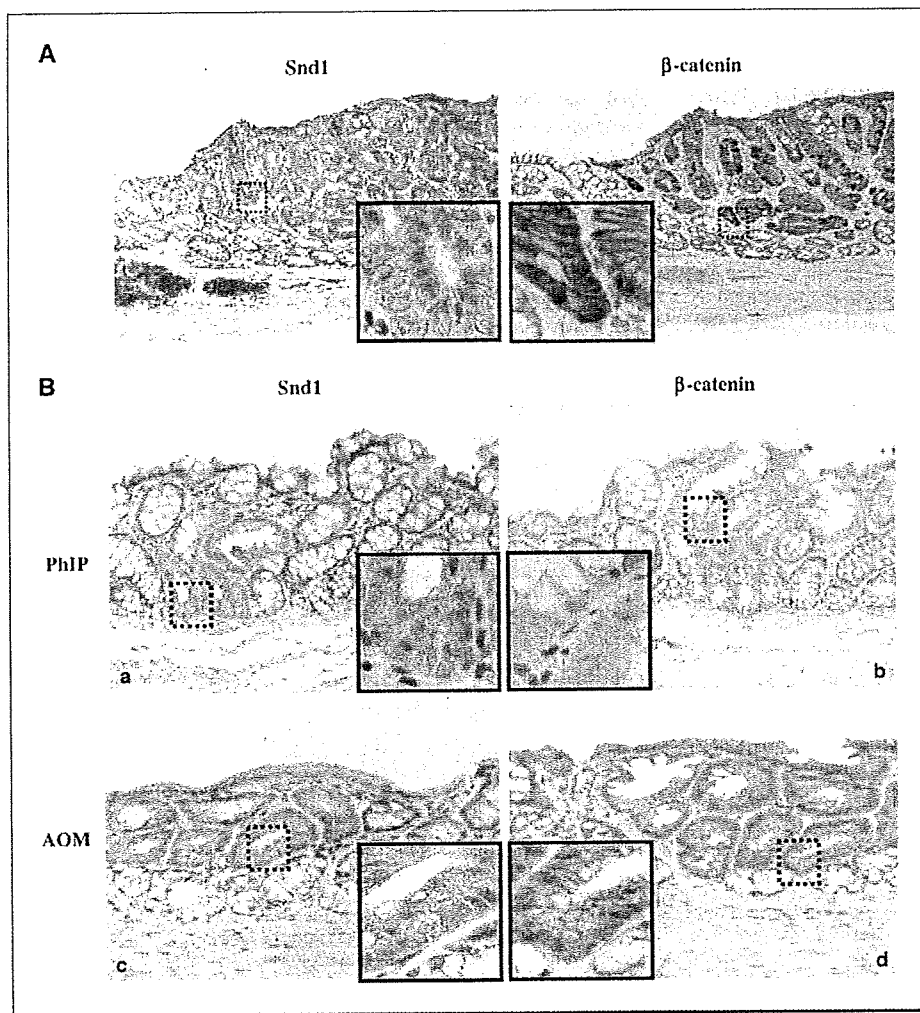 A
Snd1 β-catenin
B
Snd1 β-catenin
PhIP
a b
AOM
c d